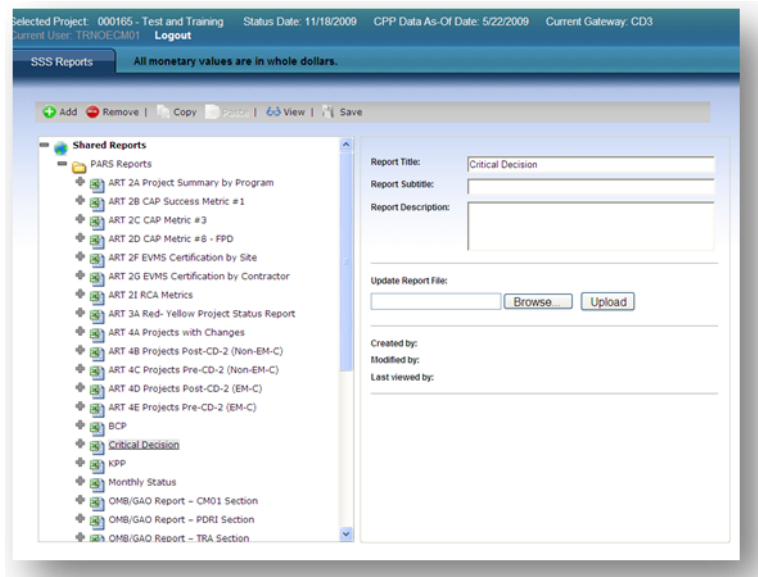 Selected Project: 000165 - Test and Training Status Date: 11/18/2009 CPP Data As-Of Date: 5/22/2009 Current Gateway: CD3
Current User: TRNOECM01 Logout
SSS Reports All monetary values are in whole dollars.
Add Remove | Copy Paste | View | Save
Shared Reports
PARS Reports
ART 2A Project Summary by Program
ART 2B CAP Success Metric #1
ART 2C CAP Metric #3
ART 2D CAP Metric #8 - FPD
ART 2F EVMS Certification by Site
ART 2G EVMS Certification by Contractor
ART 2I RCA Metrics
ART 3A Red- Yellow Project Status Report
ART 4A Projects with Changes
ART 4B Projects Post-CD-2 (Non-EM-C)
ART 4C Projects Pre-CD-2 (Non-EM-C)
ART 4D Projects Post-CD-2 (EM-C)
ART 4E Projects Pre-CD-2 (EM-C)
BCP
Critical Decision
KPP
Monthly Status
OMB/GAO Report – CM01 Section
OMB/GAO Report – PDRI Section
OMB/GAO Report – TRA Section
Report Title: Critical Decision
Report Subtitle:
Report Description:
Update Report File:
Browse... Upload
Created by:
Modified by:
Last viewed by: